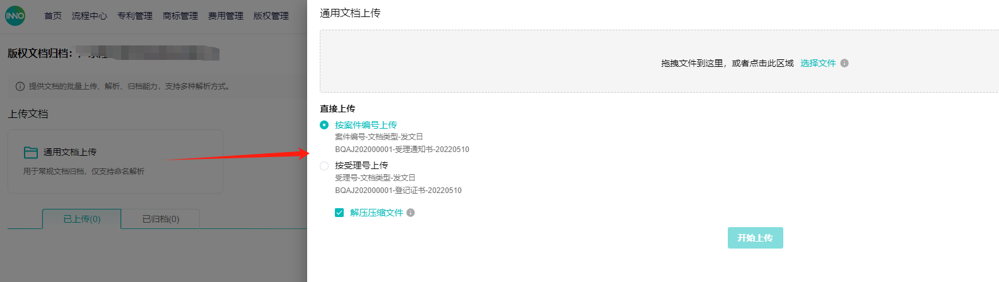 INNO 首页 流程中心 专利管理 商标管理 费用管理 版权管理
版权文档归档:
提供文档的批量上传、解析、归档能力，支持多种解析方式。
上传文档
通用文档上传
用于常规文档归档，仅支持命名解析
已上传(0) 已归档(0)
通用文档上传
拖拽文件到这里，或者点击此区域 选择文件
直接上传
按案件编号上传
案件编号-文档类型-发文日
BQAJ202000001-受理通知书-20220510
按受理号上传
受理号-文档类型-发文日
BQAJ202000001-登记证书-20220510
解压压缩文件
开始上传